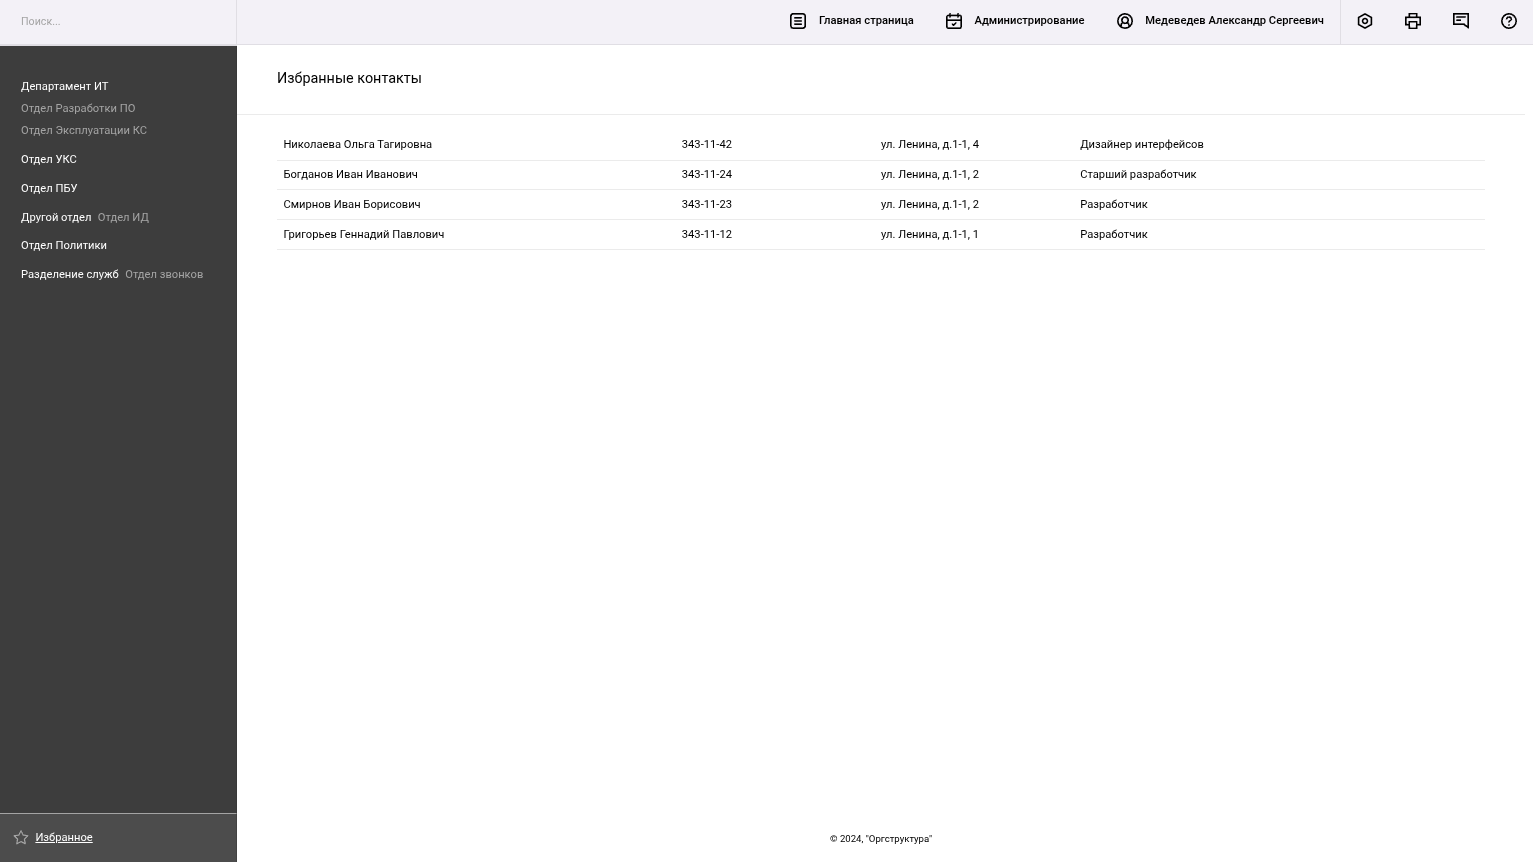 Поиск...
Главная страница
Администрирование
Медеведев Александр Сергеевич
Департамент ИТ
Отдел Разработки ПО
Отдел Эксплуатации КС
Отдел УКС
Отдел ПБУ
Другой отдел Отдел ИД
Отдел Политики
Разделение служб Отдел звонков
Избранное
Избранные контакты
Николаева Ольга Тагировна 343-11-42 ул. Ленина, д.1-1, 4 Дизайнер интерфейсов
Богданов Иван Иванович 343-11-24 ул. Ленина, д.1-1, 2 Старший разработчик
Смирнов Иван Борисович 343-11-23 ул. Ленина, д.1-1, 2 Разработчик
Григорьев Геннадий Павлович 343-11-12 ул. Ленина, д.1-1, 1 Разработчик
© 2024, "Оргструктура"